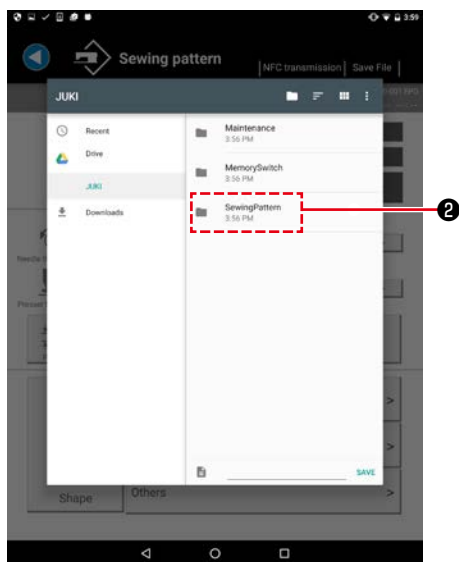 3:59
Sewing pattern
NFC transmission
Save File
JUKI
Recent
Drive
JUKI
Downloads
Maintenance
3:56 PM
MemorySwitch
3:56 PM
SewingPattern
3:56 PM
❷
SAVE
Shape
Others
>
>
>